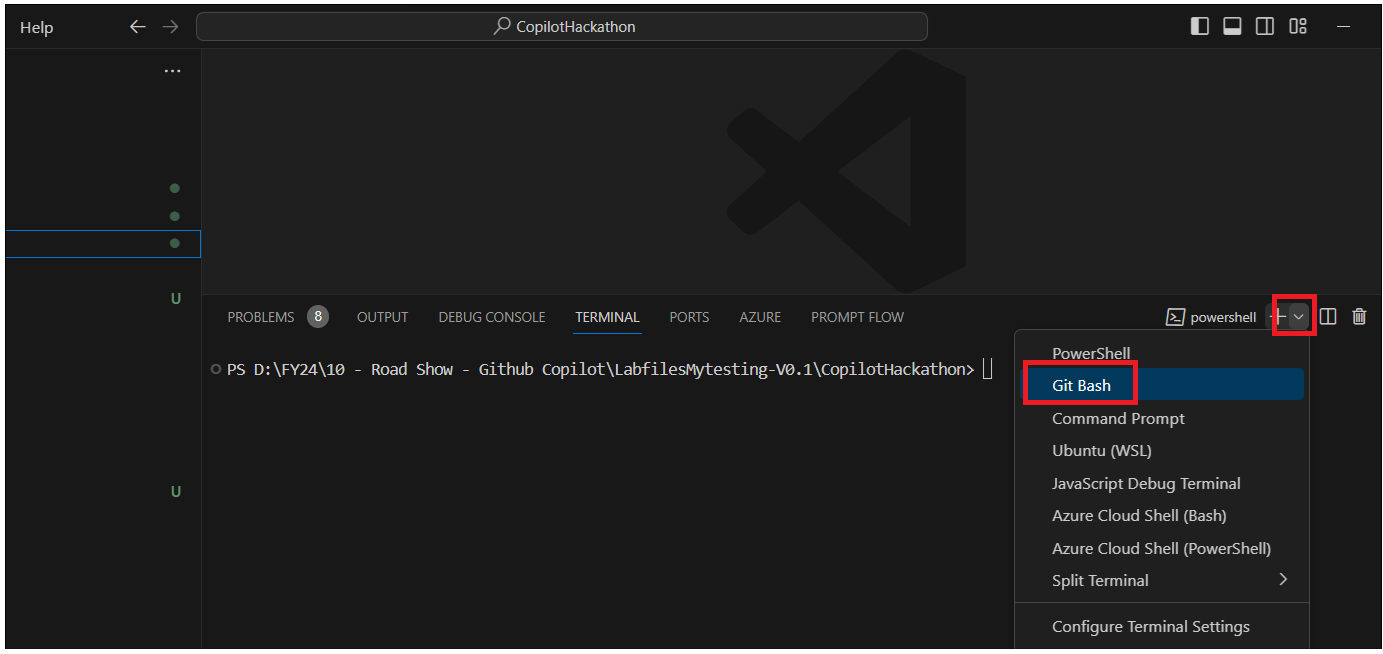 Help
CopilotHackathon
U
U
PROBLEMS 8 OUTPUT DEBUG CONSOLE TERMINAL PORTS AZURE PROMPT FLOW powershell
PS D:\FY24\10 - Road Show - Github Copilot\LabfilesMytesting-V0.1\CopilotHackathon>
PowerShell
Git Bash
Command Prompt
Ubuntu (WSL)
JavaScript Debug Terminal
Azure Cloud Shell (Bash)
Azure Cloud Shell (PowerShell)
Split Terminal
Configure Terminal Settings